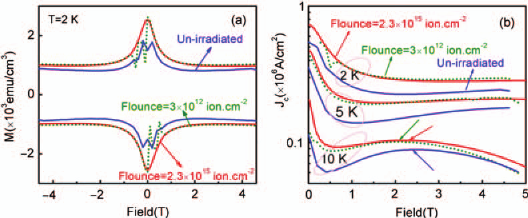 (a)
T=2 K
Un-irradiated
Flounce=3×10¹² ion.cm⁻²
Flounce=2.3×10¹⁵ ion.cm⁻²
M(×10³emu/cm³)
2
0
-2
-4 -2 0 2 4
Field(T)
(b)
Flounce=2.3×10¹⁵ ion.cm⁻²
Flounce=3×10¹² ion.cm⁻²
2 K
Un-irradiated
5 K
10 K
Jc(×10⁶A/cm²)
0.1
0 1 2 3 4 5
Field(T)